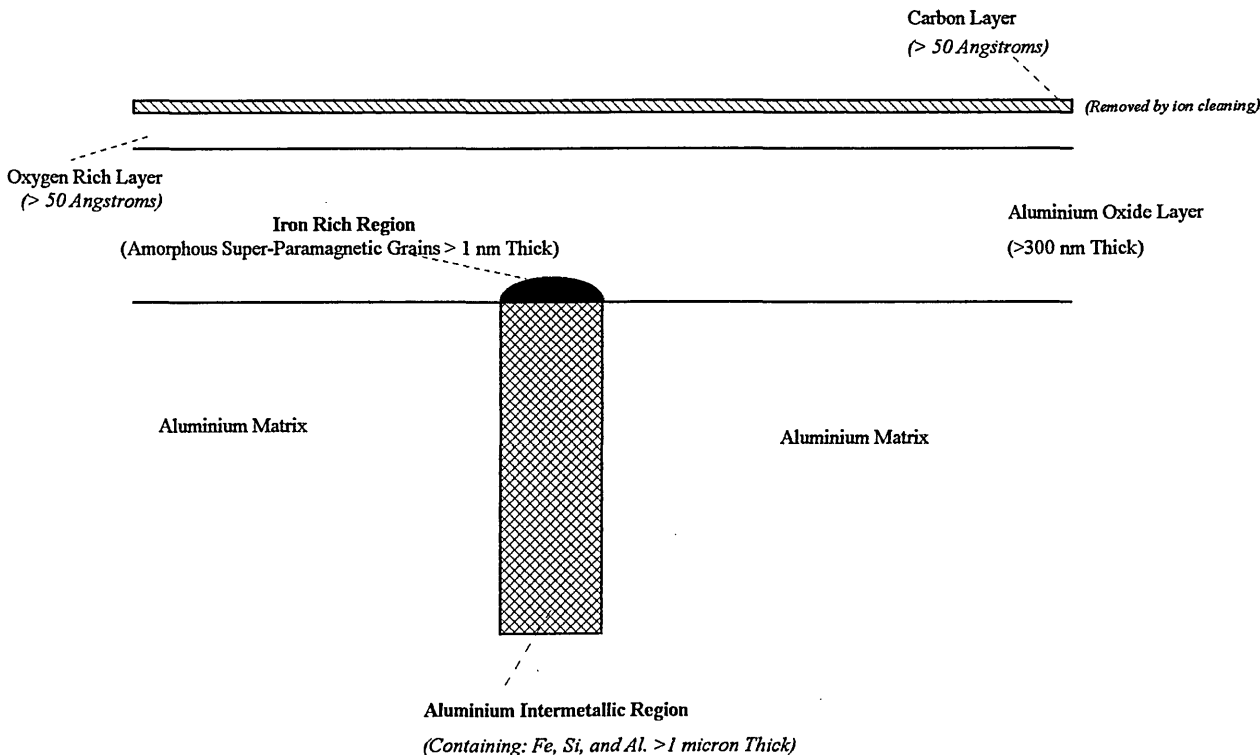 Carbon Layer
(> 50 Angstroms)
(Removed by ion cleaning)
Oxygen Rich Layer
(> 50 Angstroms)
Iron Rich Region
(Amorphous Super-Paramagnetic Grains > 1 nm Thick)
Aluminium Oxide Layer
(>300 nm Thick)
Aluminium Matrix
Aluminium Matrix
Aluminium Intermetallic Region
(Containing: Fe, Si, and Al. >1 micron Thick)